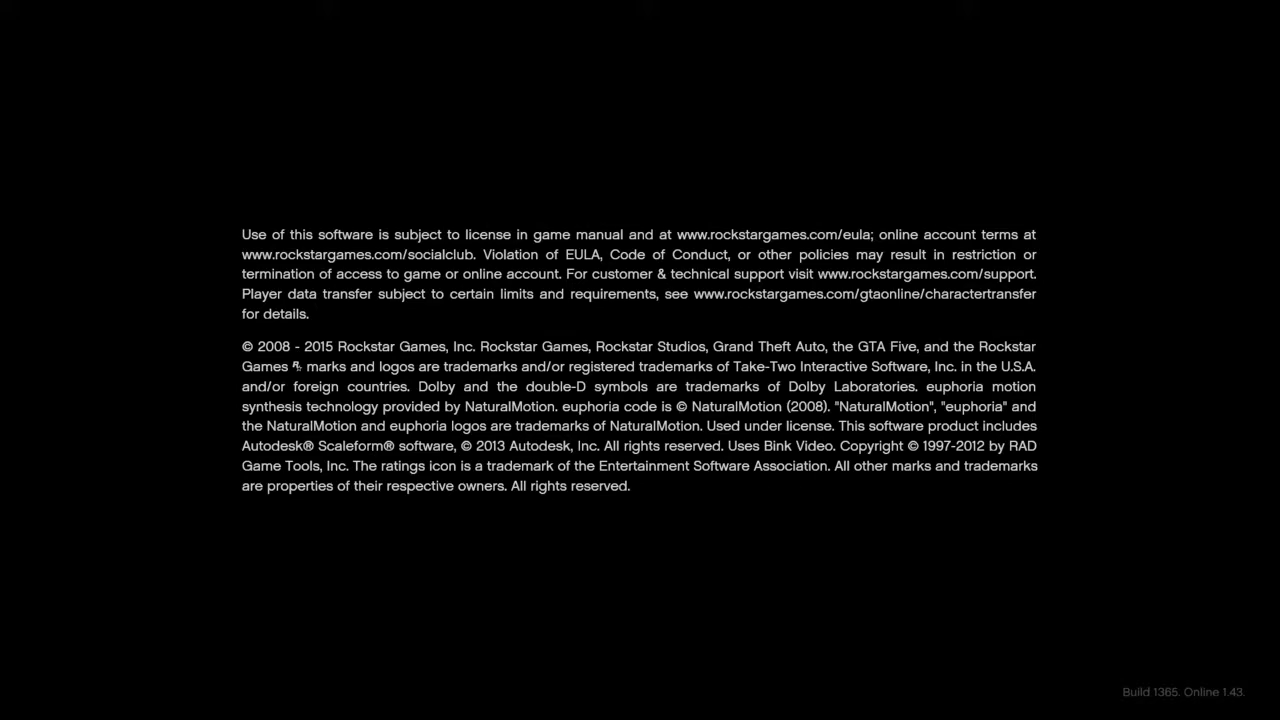 Use of this software is subject to license in game manual and at www.rockstargames.com/eula; online account terms at
www.rockstargames.com/socialclub. Violation of EULA, Code of Conduct, or other policies may result in restriction or
termination of access to game or online account. For customer & technical support visit www.rockstargames.com/support.
Player data transfer subject to certain limits and requirements, see www.rockstargames.com/gtaonline/charactertransfer
for details.
© 2008 - 2015 Rockstar Games, Inc. Rockstar Games, Rockstar Studios, Grand Theft Auto, the GTA Five, and the Rockstar
Games R* marks and logos are trademarks and/or registered trademarks of Take-Two Interactive Software, Inc. in the U.S.A.
and/or foreign countries. Dolby and the double-D symbols are trademarks of Dolby Laboratories. euphoria motion
synthesis technology provided by NaturalMotion. euphoria code is © NaturalMotion (2008). "NaturalMotion", "euphoria" and
the NaturalMotion and euphoria logos are trademarks of NaturalMotion. Used under license. This software product includes
Autodesk® Scaleform® software, © 2013 Autodesk, Inc. All rights reserved. Uses Bink Video. Copyright © 1997-2012 by RAD
Game Tools, Inc. The ratings icon is a trademark of the Entertainment Software Association. All other marks and trademarks
are properties of their respective owners. All rights reserved.
Build 1365. Online 1.43.